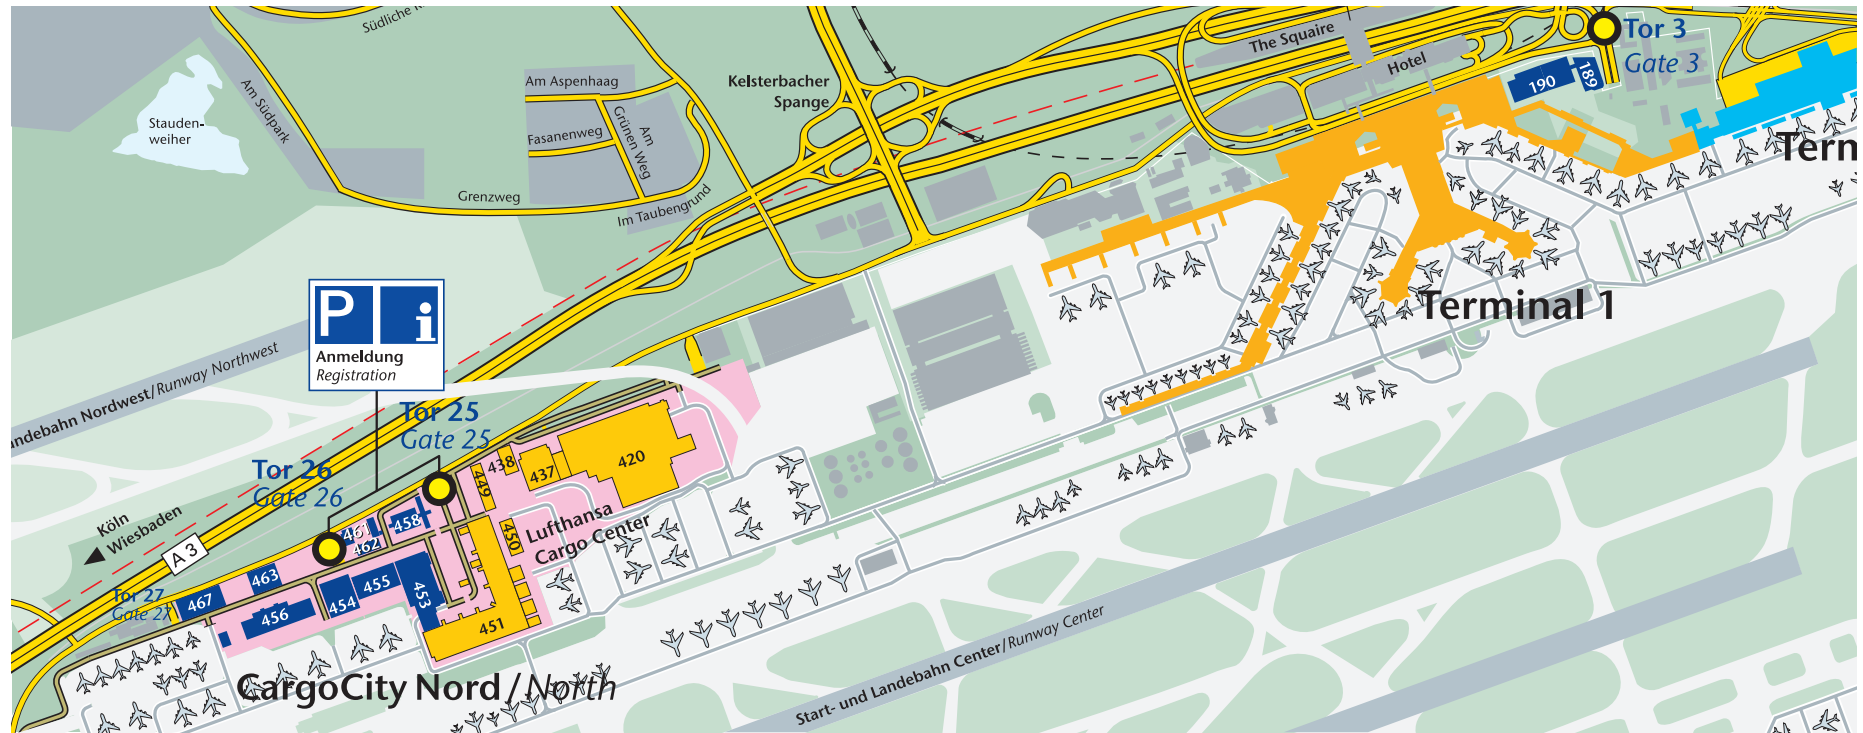 Südliche
Am Südpark
Stauden-
weiher
Am Aspenhaag
Fasanenweg
Am
Grünen Weg
Grenzweg
Im Taubengrund
Kelsterbacher
Spange
The Squaire
Hotel
Tor 3
Gate 3
190
189
Term
Terminal 1
P i
Anmeldung
Registration
andebahn Nordwest/Runway Northwest
Tor 25
Gate 25
Tor 26
Gate 26
Köln
Wiesbaden
A 3
Tor 27
Gate 27
420
437
438
449
450
451
Lufthansa
Cargo Center
458
461
462
463
467
456
454
455
453
CargoCity Nord / North
Start- und Landebahn Center/Runway Center